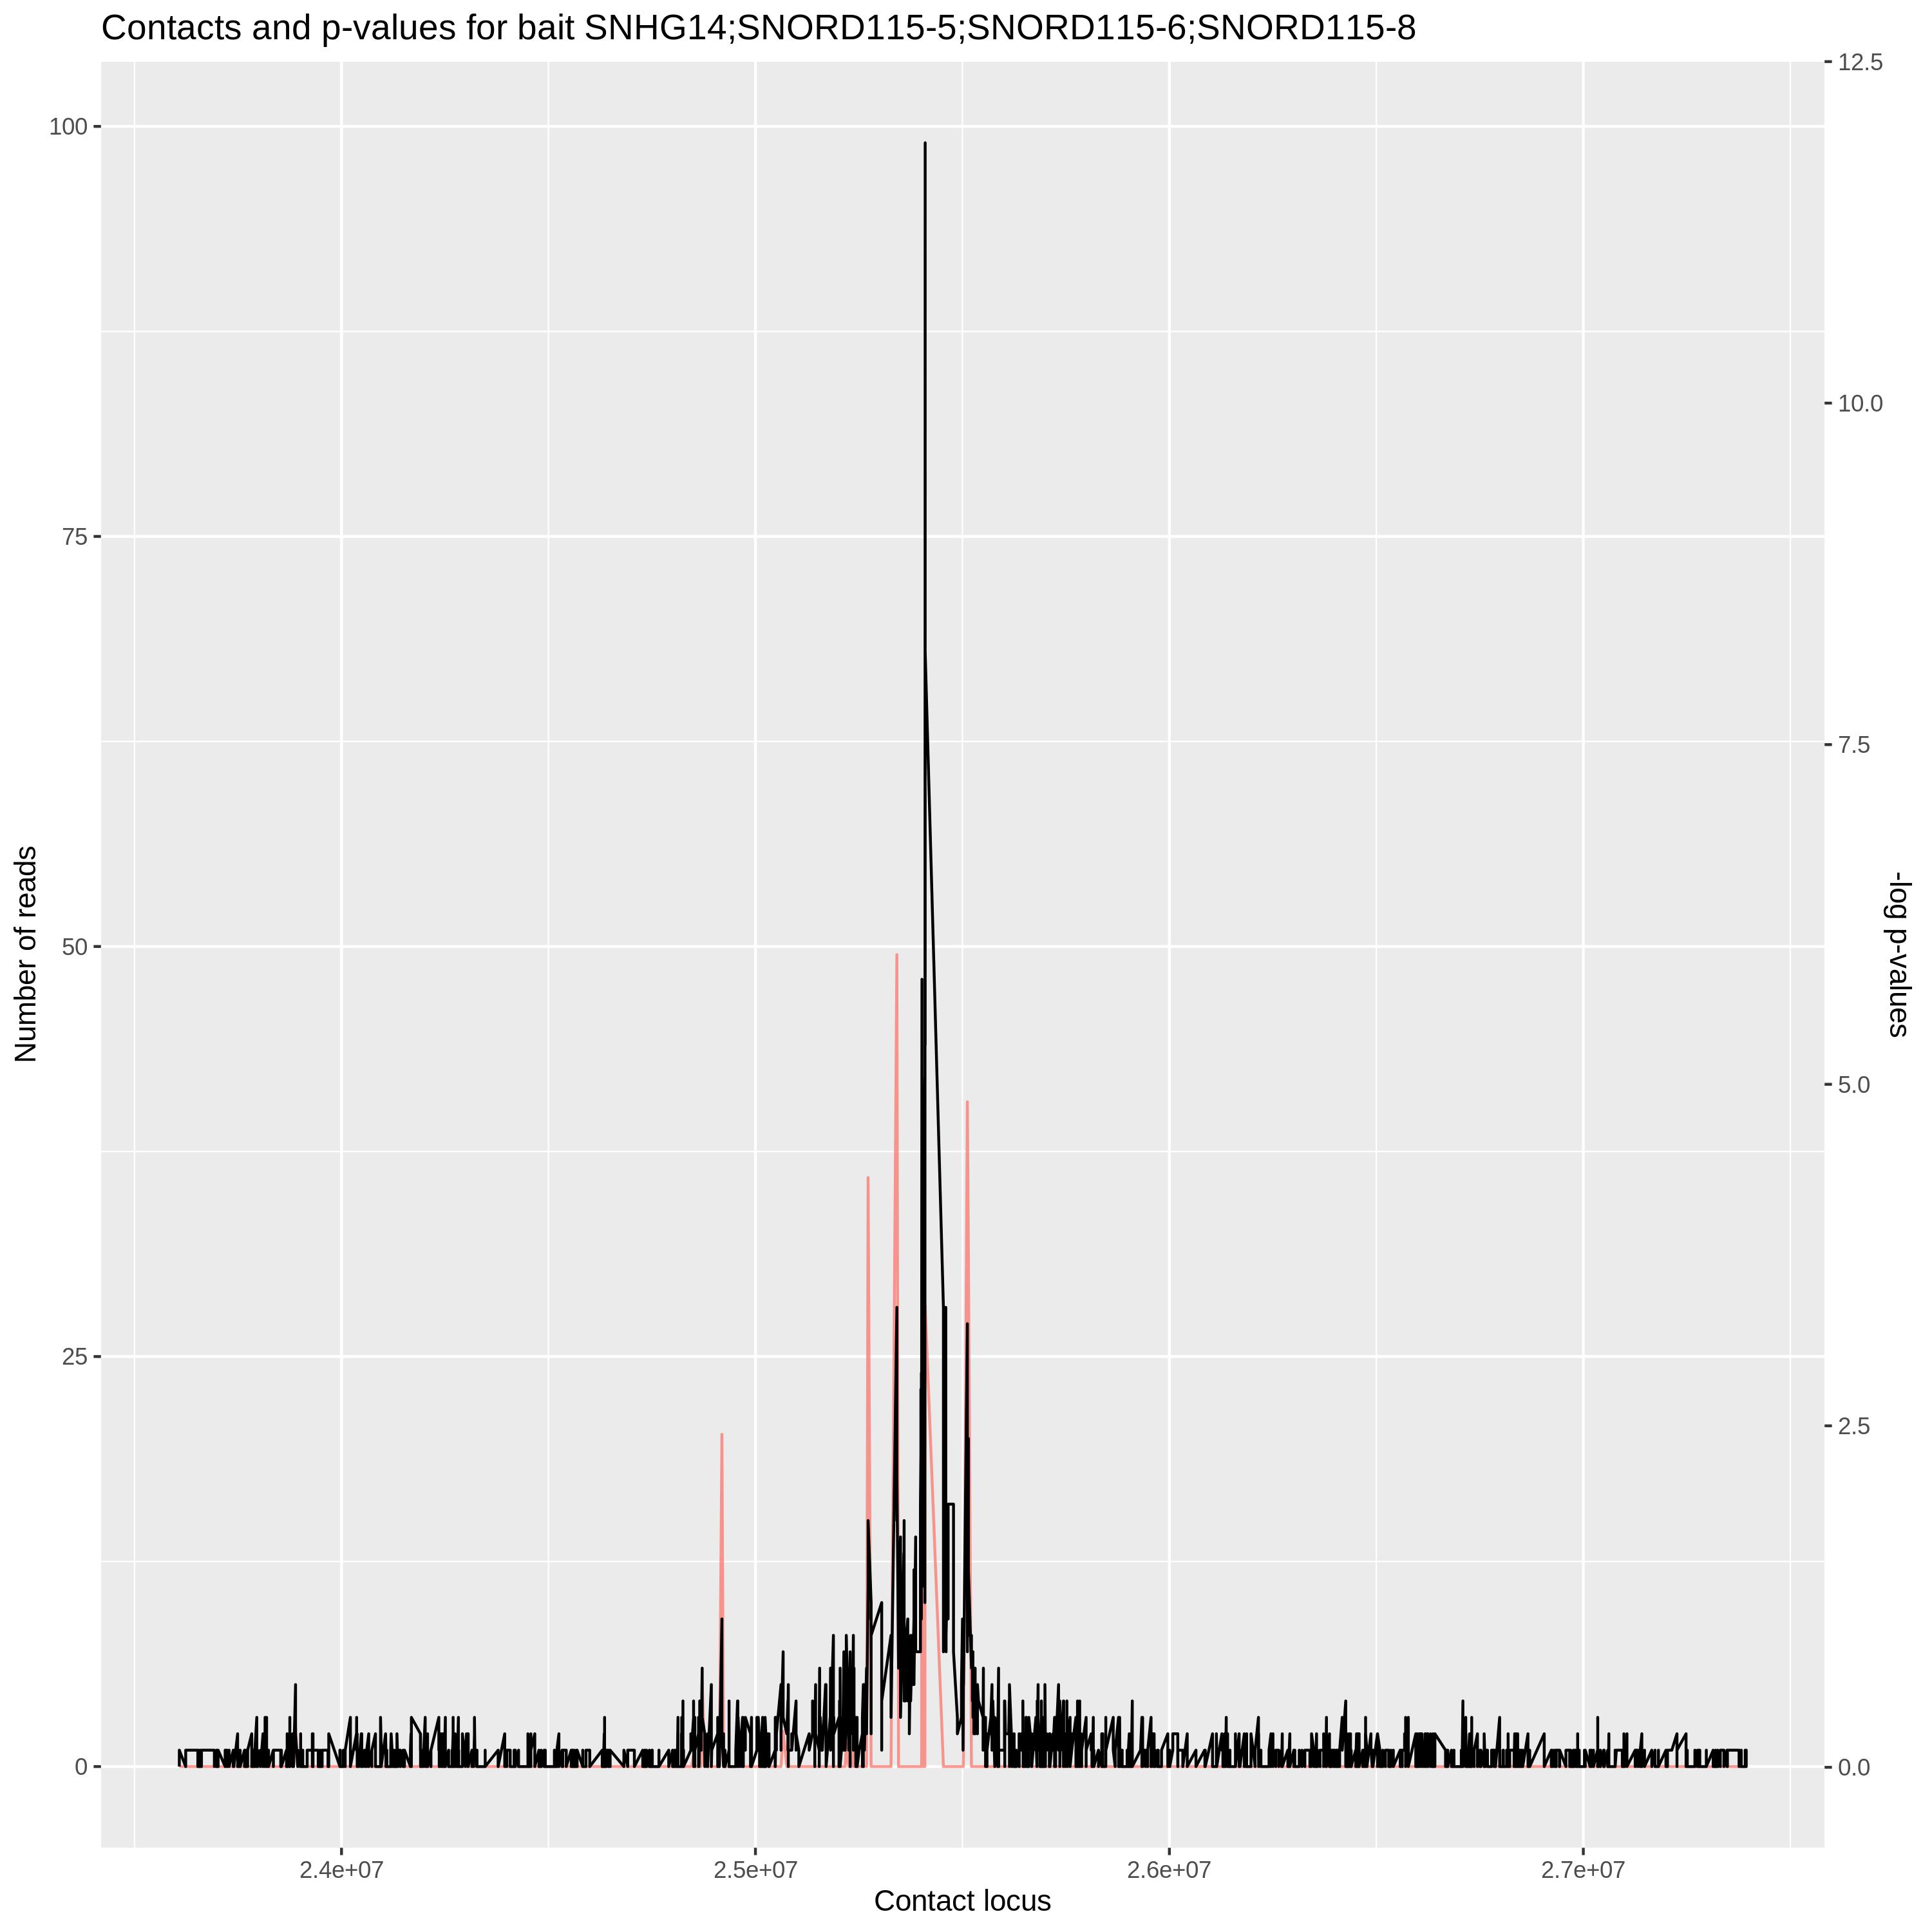 Contacts and p-values for bait SNHG14;SNORD115-5;SNORD115-6;SNORD115-8
100
75
50
25
0
Number of reads
12.5
10.0
7.5
5.0
2.5
0.0
-log p-values
2.4e+07
2.5e+07
2.6e+07
2.7e+07
Contact locus